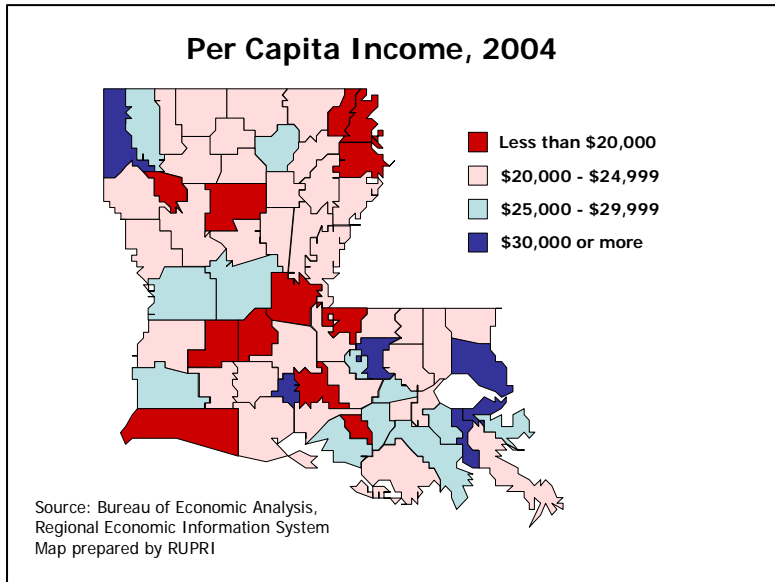 Per Capita Income, 2004
Less than $20,000
$20,000 - $24,999
$25,000 - $29,999
$30,000 or more
Source: Bureau of Economic Analysis,
Regional Economic Information System
Map prepared by RUPRI